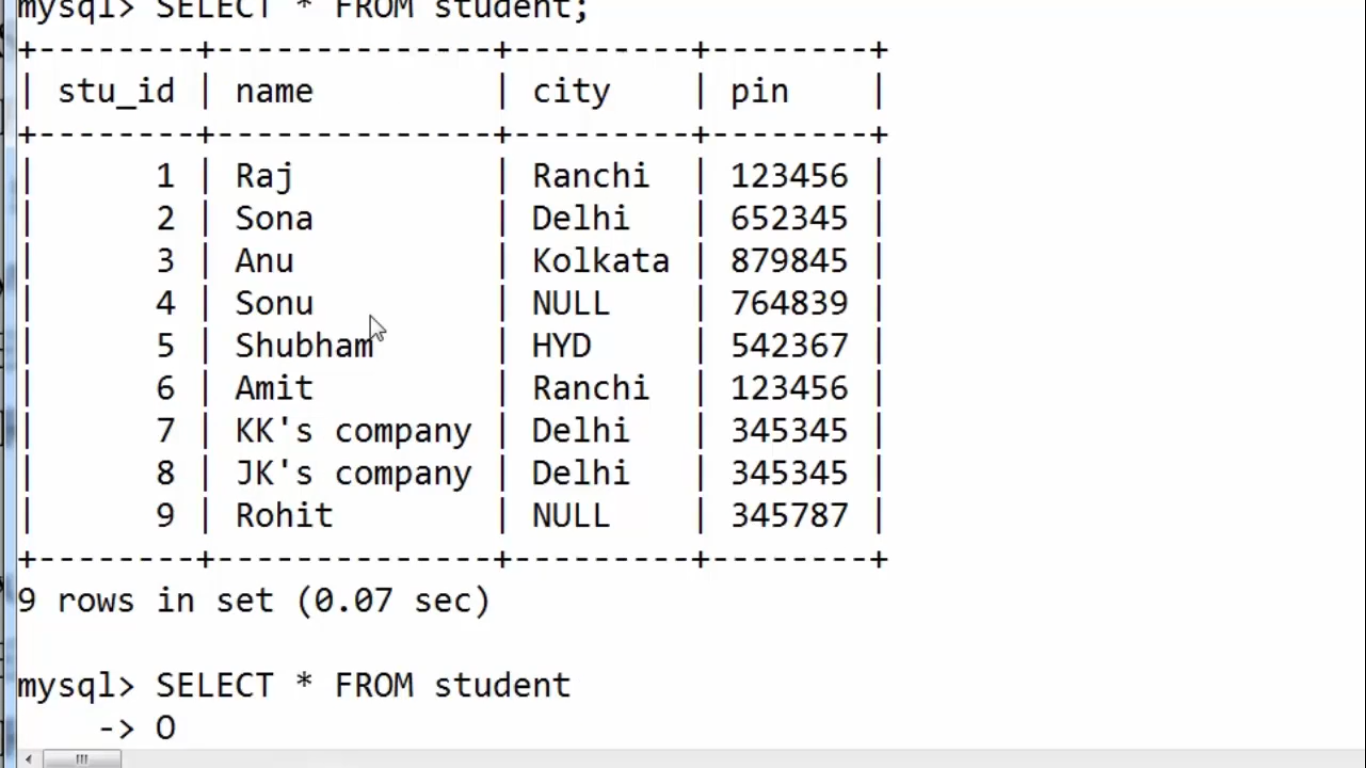 mysql> SELECT * FROM student;
+--------+--------------+---------+--------+
| stu_id | name         | city    | pin    |
+--------+--------------+---------+--------+
|      1 | Raj          | Ranchi  | 123456 |
|      2 | Sona         | Delhi   | 652345 |
|      3 | Anu          | Kolkata | 879845 |
|      4 | Sonu         | NULL    | 764839 |
|      5 | Shubham      | HYD     | 542367 |
|      6 | Amit         | Ranchi  | 123456 |
|      7 | KK's company | Delhi   | 345345 |
|      8 | JK's company | Delhi   | 345345 |
|      9 | Rohit        | NULL    | 345787 |
+--------+--------------+---------+--------+
9 rows in set (0.07 sec)
mysql> SELECT * FROM student
    -> O